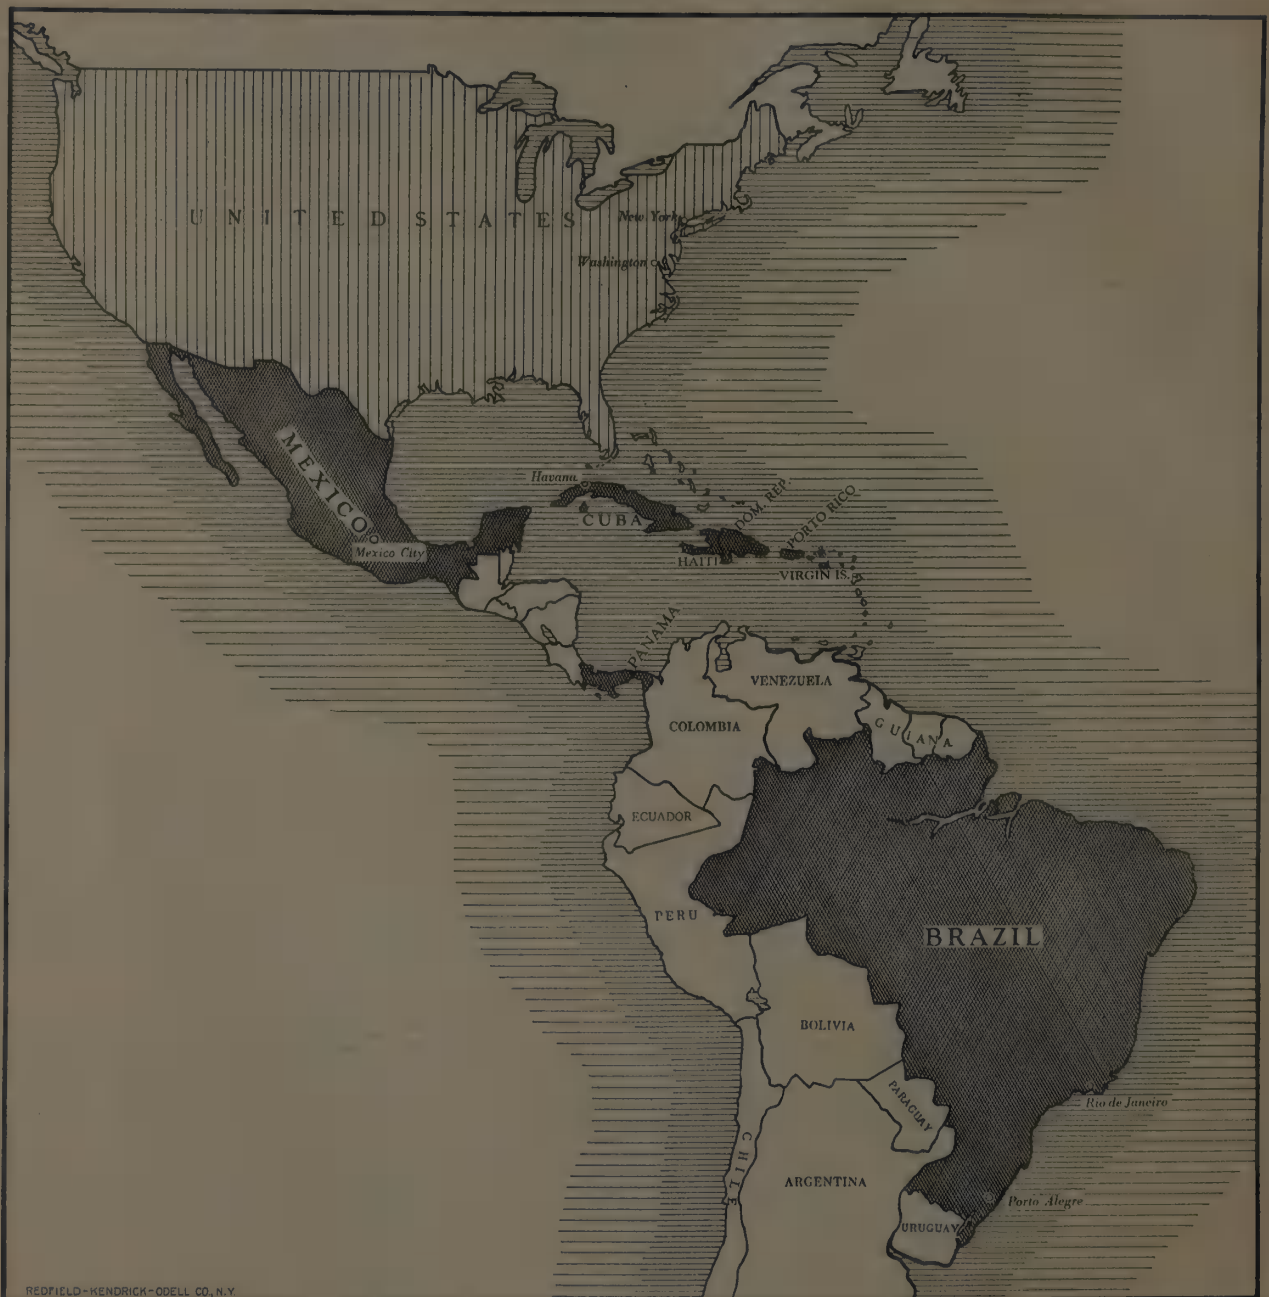 UNITED STATES
New York
Washington
MEXICO
Mexico City
Havana
CUBA
DOM. REP.
PORTO RICO
HAITI
VIRGIN IS.
PANAMA
VENEZUELA
COLOMBIA
GUIANA
ECUADOR
PERU
BRAZIL
BOLIVIA
PARAGUAY
Rio de Janeiro
CHILE
ARGENTINA
Porto Alegre
URUGUAY
REDFIELD-KENDRICK-ODELL CO., N.Y.